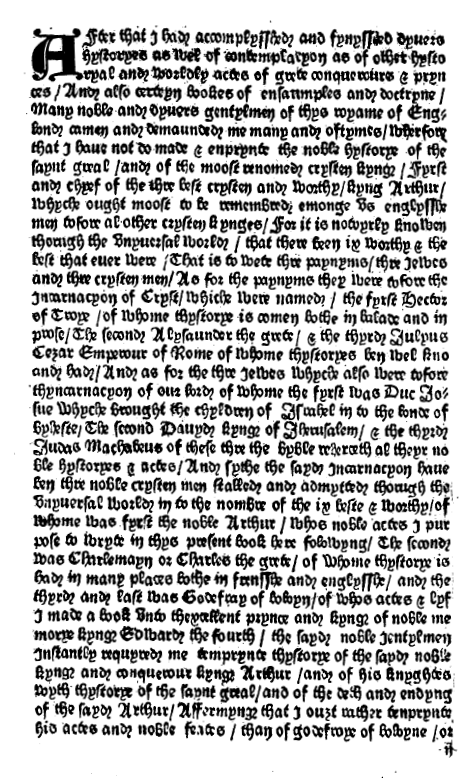 AFter that I had accomplysshed and fynysshed dyuers
hystoryes as wel of contemplacyon as of other hysto
ryal and worldly actes of grete conquerours & pryn
ces / And also certeyn bookes of ensaumples and doctryne /
Many noble and dyuers gentylmen of thys royame of Eng-
lond camen and demaunded me many and oftymes / wherfore
that I haue not do made & enprynte the noble hystorye of the
saynt greal / and of the moost renomed crysten kyng / Fyrst
and chyef of the thre best crysten and worthy / kyng Arthur /
whyche ought moost to be remembred emonge vs englysshe
men tofore al other crysten kynges / For it is notoyrly knowen
thorugh the vnyuersal world / that there been ix worthy & the
best that euer were / That is to wete thre paynyms / thre Iewes
and thre crysten men / As for the paynyms they were tofore the
Incarnacyon of Cryst / whiche were named / the fyrst Hector
of Troye / of whome thystorye is comen bothe in balade and in
prose / The second Alysaunder the grete / & the thyrd Iulyus
Cezar Emperour of Rome of whome thystoryes ben wel kno
and had / And as for the thre Iewes whyche also were tofore
thyncarnacyon of our lord of whome the fyrst was Duc Io-
sue whyche brought the chyldren of Israhel in to the londe of
byheste / The second Dauyd kyng of Iherusalem / & the thyrd
Iudas Machabeus of these thre the byble reherceth al theyr no
ble hystoryes & actes / And sythe the sayd Incarnacyon haue
ben thre noble crysten men stalled and admytted thorugh the
vnyuersal world in to the nombre of the ix beste & worthy / of
whome was fyrst the noble Arthur / whos noble actes I pur
pose to wryte in thys present book here folowyng / The second
was Charlemayn or Charles the grete / of whome thystorye is
had in many places bothe in frensshe and englysshe / and the
thyrd and last was Godefray of boloyn / of whos actes & lyf
I made a book vnto thexcellent prynce and kyng of noble me
morye kyng Edward the fourth / the sayd noble Ientylmen
Instantly requyred me temprynte thystorye of the sayd noble
kyng and conquerour kyng Arthur / and of his knyghtes
wyth thystorye of the saynt greal / and of the deth and endyng
of the sayd Arthur / Affermyng that I ouzt rather tenprynte
his actes and noble feates / than of godefroye of boloyne / or
ij